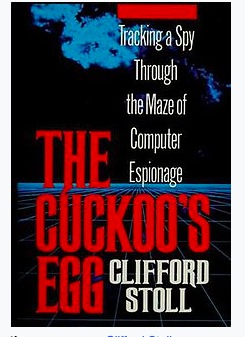 Tracking a Spy
Through
the Maze of
Computer
Espionage
THE
CUCKOO'S
EGG
CLIFFORD
STOLL